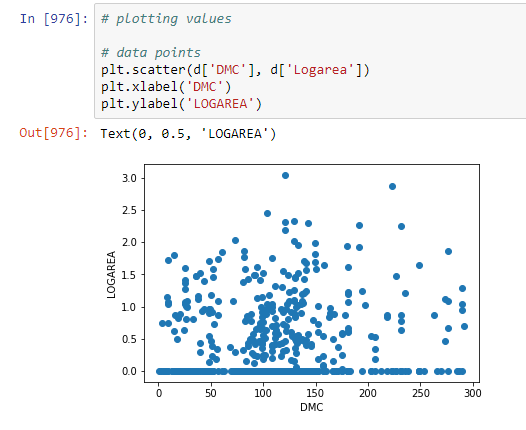 In [976]: # plotting values
# data points
plt.scatter(d['DMC'], d['Logarea'])
plt.xlabel('DMC')
plt.ylabel('LOGAREA')
Out[976]: Text(0, 0.5, 'LOGAREA')
3.0
2.5
2.0
1.5
1.0
0.5
0.0
LOGAREA
0 50 100 150 200 250 300
DMC